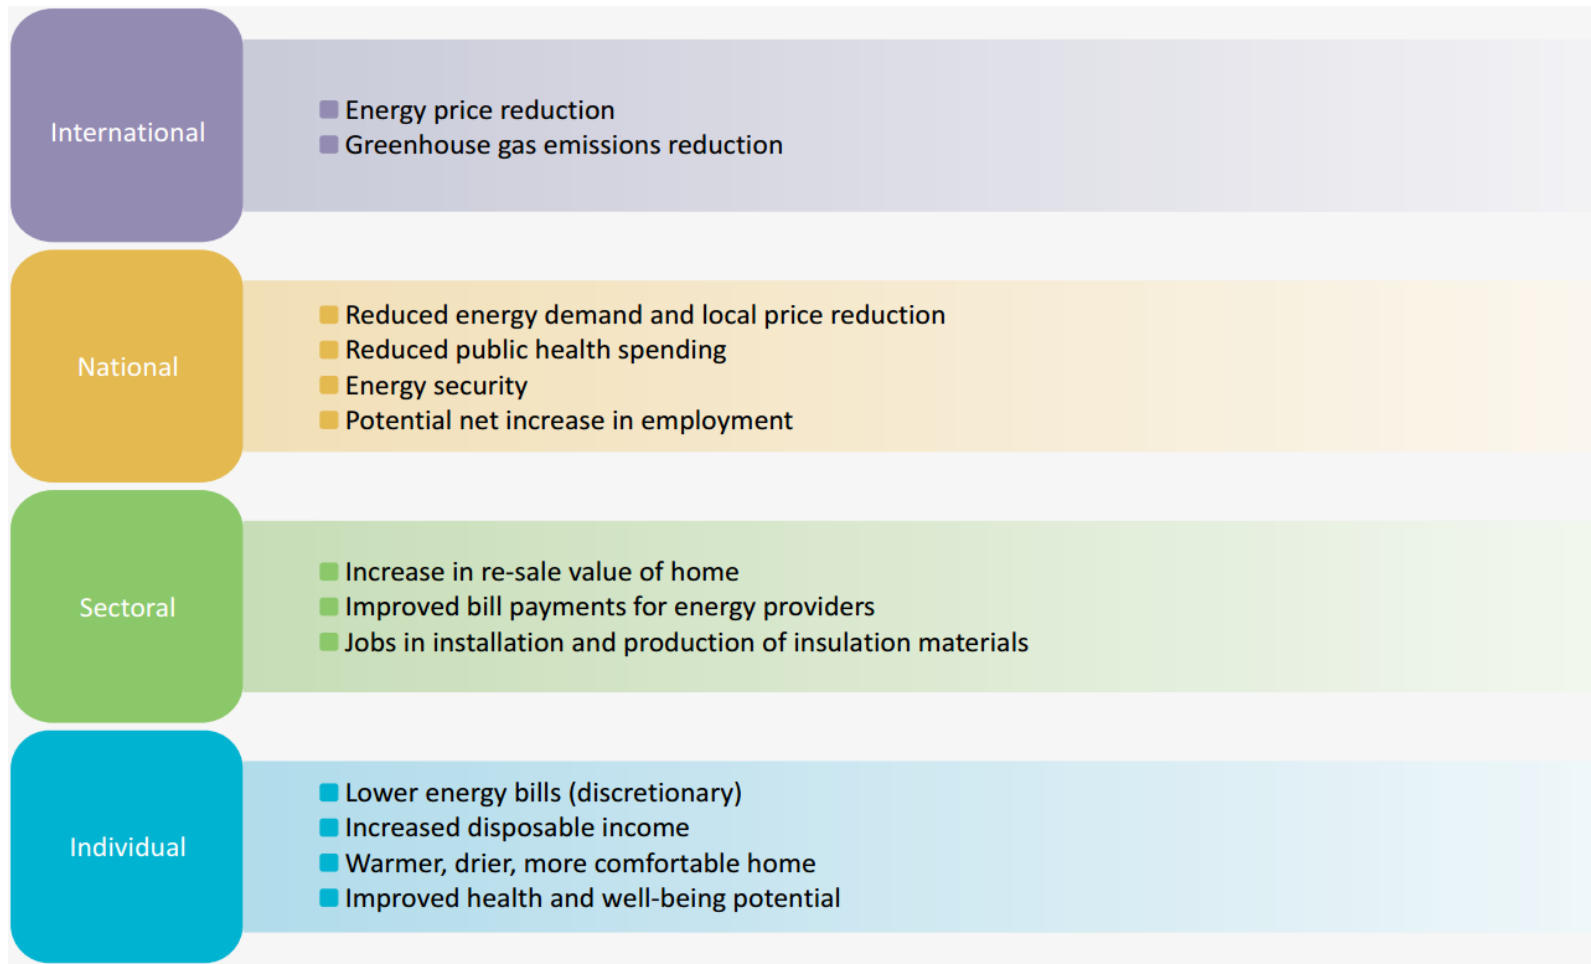 International
Energy price reduction
Greenhouse gas emissions reduction
National
Reduced energy demand and local price reduction
Reduced public health spending
Energy security
Potential net increase in employment
Sectoral
Increase in re-sale value of home
Improved bill payments for energy providers
Jobs in installation and production of insulation materials
Individual
Lower energy bills (discretionary)
Increased disposable income
Warmer, drier, more comfortable home
Improved health and well-being potential